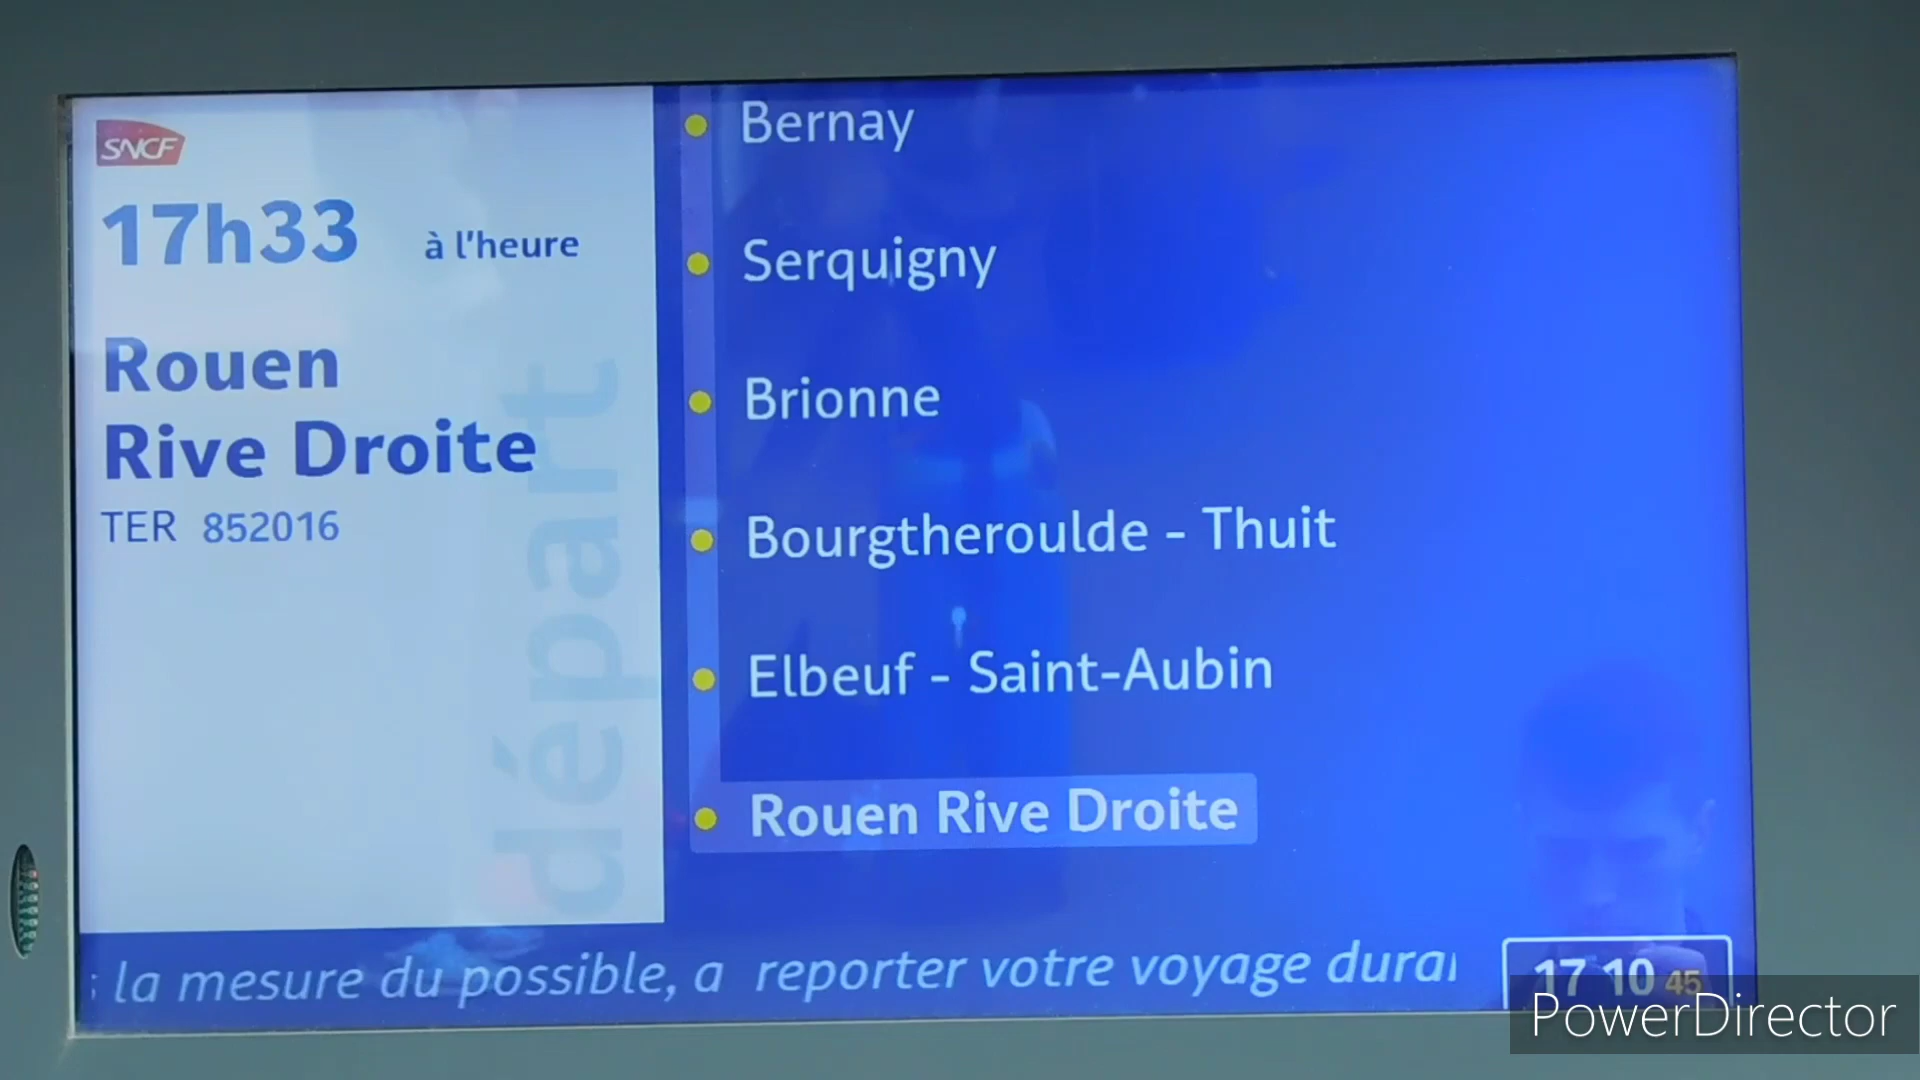 SNCF
17h33 à l'heure
Rouen
Rive Droite
TER 852016
départ
Bernay
Serquigny
Brionne
Bourgtheroulde - Thuit
Elbeuf - Saint-Aubin
Rouen Rive Droite
la mesure du possible, a reporter votre voyage
17 10 45
PowerDirector